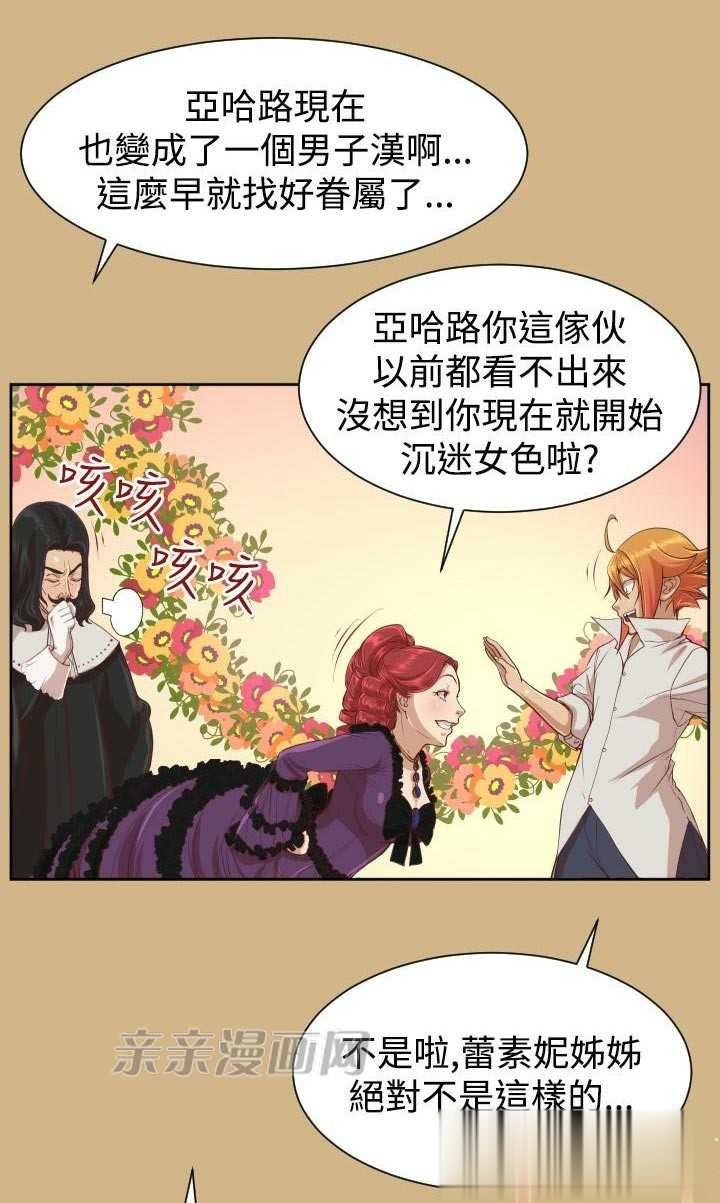 亞哈路現在
也變成了一個男子漢啊...
這麼早就找好眷屬了...
亞哈路你這傢伙
以前都看不出來
沒想到你現在就開始
沉迷女色啦?
咳咳
咳咳
不是啦,蕾素妮姊姊
絕對不是這樣的...
亲亲漫画网